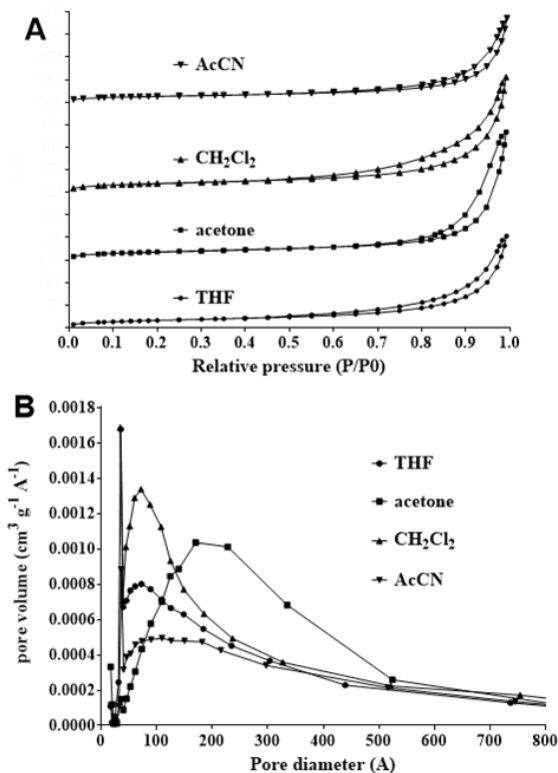 A
AcCN
CH₂Cl₂
acetone
THF
0.0 0.1 0.2 0.3 0.4 0.5 0.6 0.7 0.8 0.9 1.0
Relative pressure (P/P0)
B
0.0018
0.0016
0.0014
0.0012
0.0010
0.0008
0.0006
0.0004
0.0002
0.0000
pore volume (cm³ g⁻¹ A⁻¹)
THF
acetone
CH₂Cl₂
AcCN
0 100 200 300 400 500 600 700 800
Pore diameter (A)